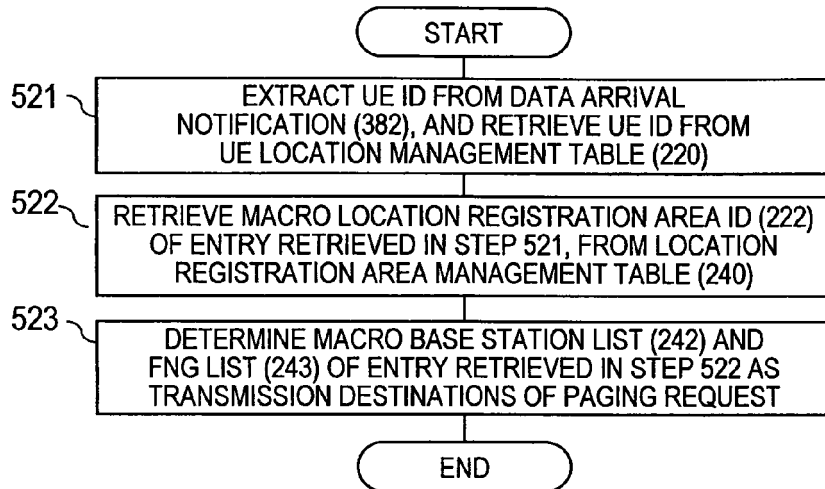 START
521
EXTRACT UE ID FROM DATA ARRIVAL
NOTIFICATION (382), AND RETRIEVE UE ID FROM
UE LOCATION MANAGEMENT TABLE (220)
522
RETRIEVE MACRO LOCATION REGISTRATION AREA ID (222)
OF ENTRY RETRIEVED IN STEP 521, FROM LOCATION
REGISTRATION AREA MANAGEMENT TABLE (240)
523
DETERMINE MACRO BASE STATION LIST (242) AND
FNG LIST (243) OF ENTRY RETRIEVED IN STEP 522 AS
TRANSMISSION DESTINATIONS OF PAGING REQUEST
END